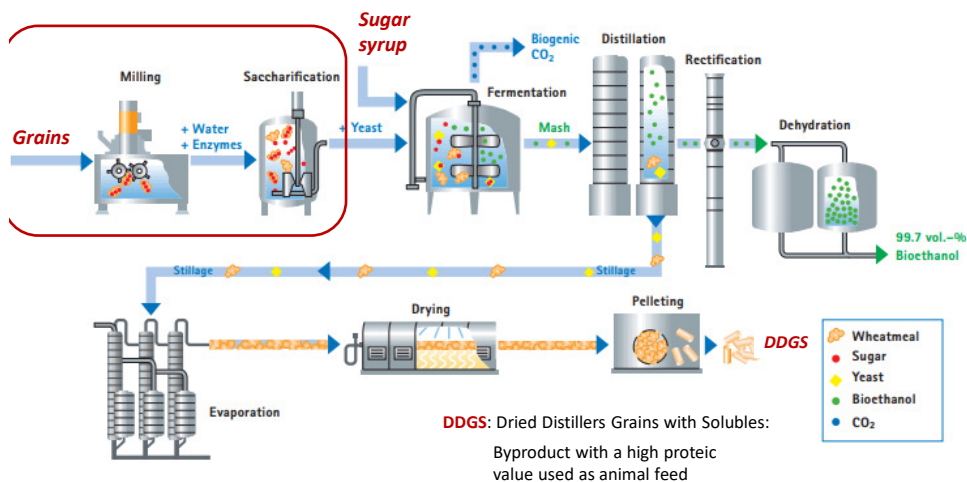 Sugar
syrup
Biogenic
CO₂
Distillation
Rectification
Milling
Saccharification
Fermentation
Grains
+ Water
+ Enzymes
+ Yeast
Mash
Dehydration
99.7 vol.-%
Bioethanol
Stillage
Stillage
Drying
Pelleting
DDGS
Evaporation
Wheatmeal
Sugar
Yeast
Bioethanol
CO₂
DDGS: Dried Distillers Grains with Solubles:
Byproduct with a high proteic
value used as animal feed